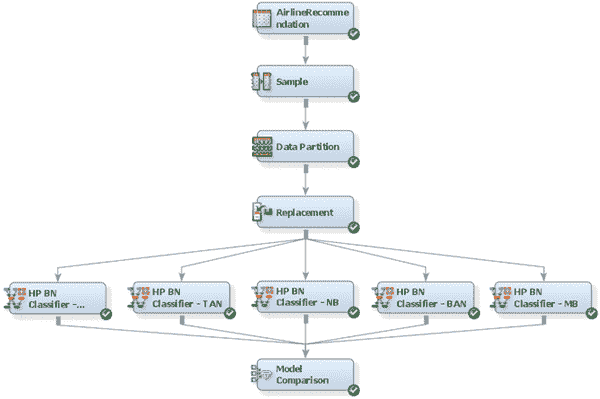 AirlineRecomme
ndation
Sample
Data Partition
Replacement
HP BN
Classifier -...
HP BN
Classifier - TAN
HP BN
Classifier - NB
HP BN
Classifier - BAN
HP BN
Classifier - MB
Model
Comparison